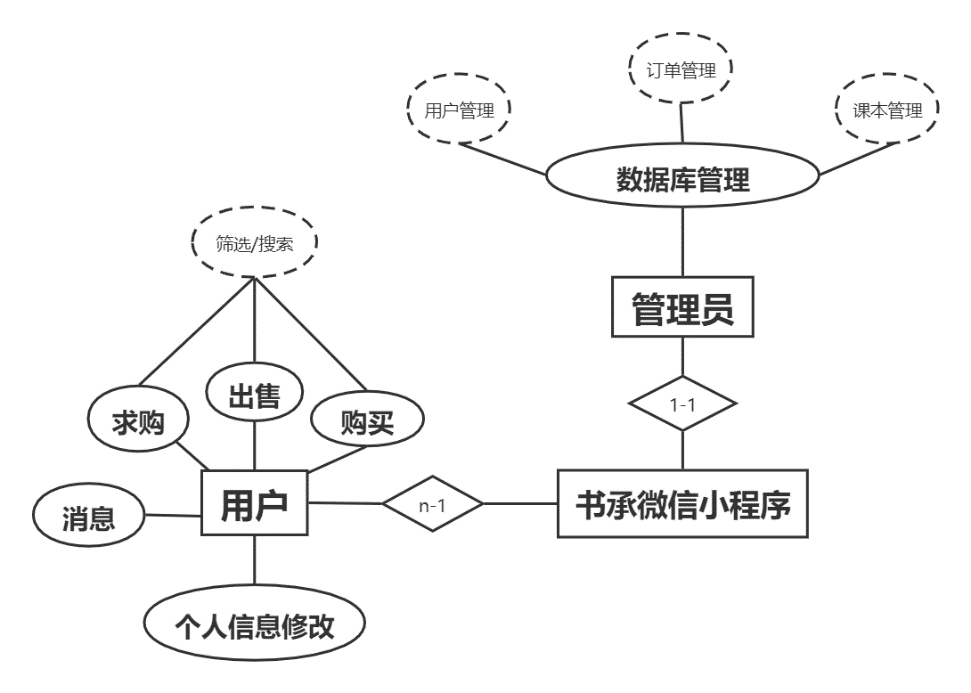 订单管理
用户管理
课本管理
数据库管理
筛选/搜索
管理员
求购
出售
购买
1-1
消息
用户
n-1
书承微信小程序
个人信息修改